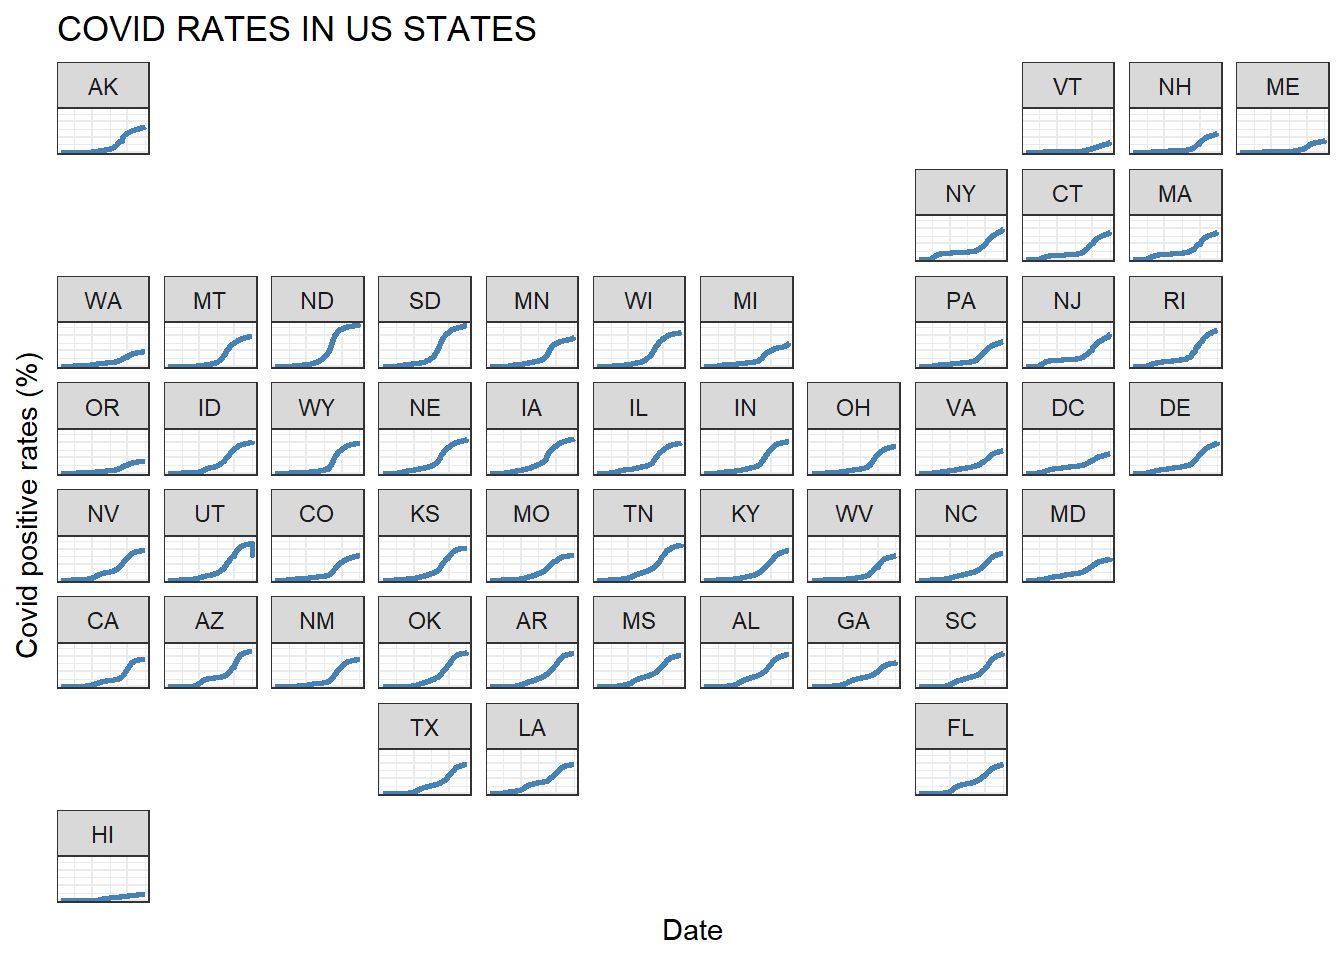 COVID RATES IN US STATES
AK VT NH ME
NY CT MA
WA MT ND SD MN WI MI PA NJ RI
OR ID WY NE IA IL IN OH VA DC DE
NV UT CO KS MO TN KY WV NC MD
CA AZ NM OK AR MS AL GA SC
TX LA FL
HI
Covid positive rates (%)
Date